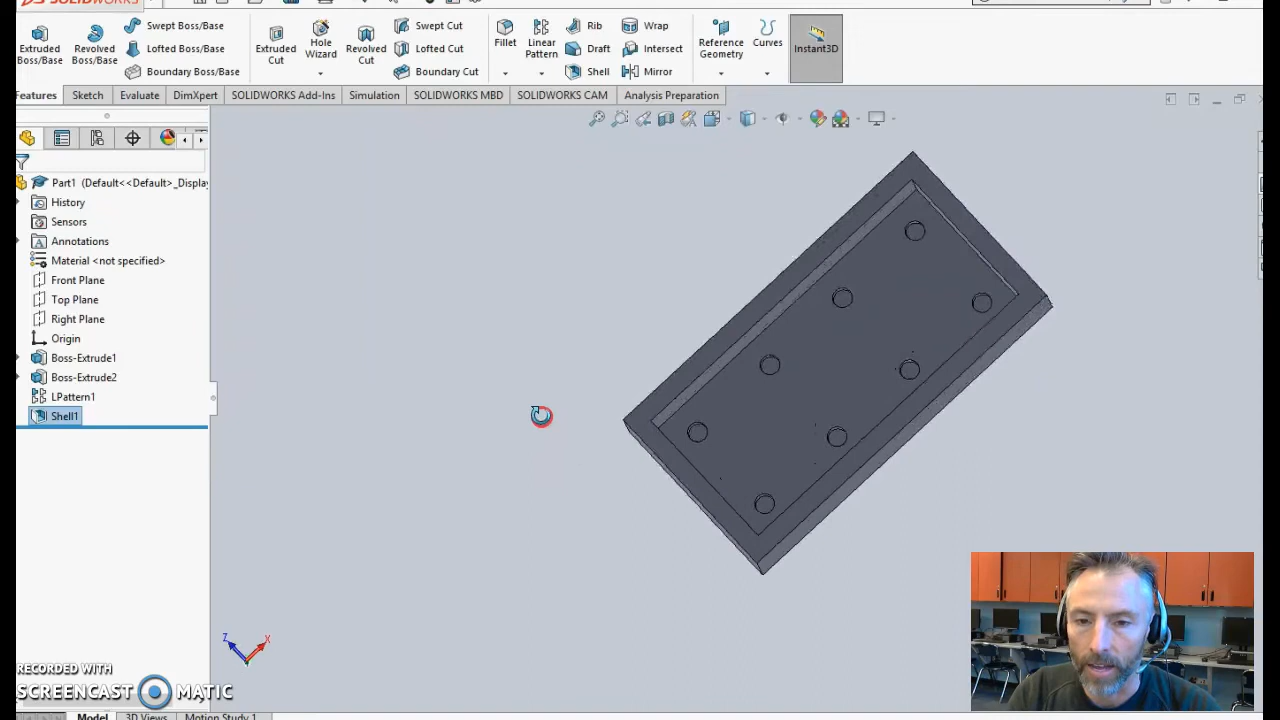 SOLIDWORKS
Extruded Boss/Base
Revolved Boss/Base
Swept Boss/Base
Lofted Boss/Base
Boundary Boss/Base
Extruded Cut
Hole Wizard
Revolved Cut
Swept Cut
Lofted Cut
Boundary Cut
Fillet
Linear Pattern
Rib
Draft
Shell
Wrap
Intersect
Mirror
Reference Geometry
Curves
Instant3D
Features Sketch Evaluate DimXpert SOLIDWORKS Add-Ins Simulation SOLIDWORKS MBD SOLIDWORKS CAM Analysis Preparation
Part1 (Default<<Default>_Display
History
Sensors
Annotations
Material <not specified>
Front Plane
Top Plane
Right Plane
Origin
Boss-Extrude1
Boss-Extrude2
LPattern1
Shell1
Z X
RECORDED WITH
SCREENCAST MATIC
Model 3D Views Motion Study 1